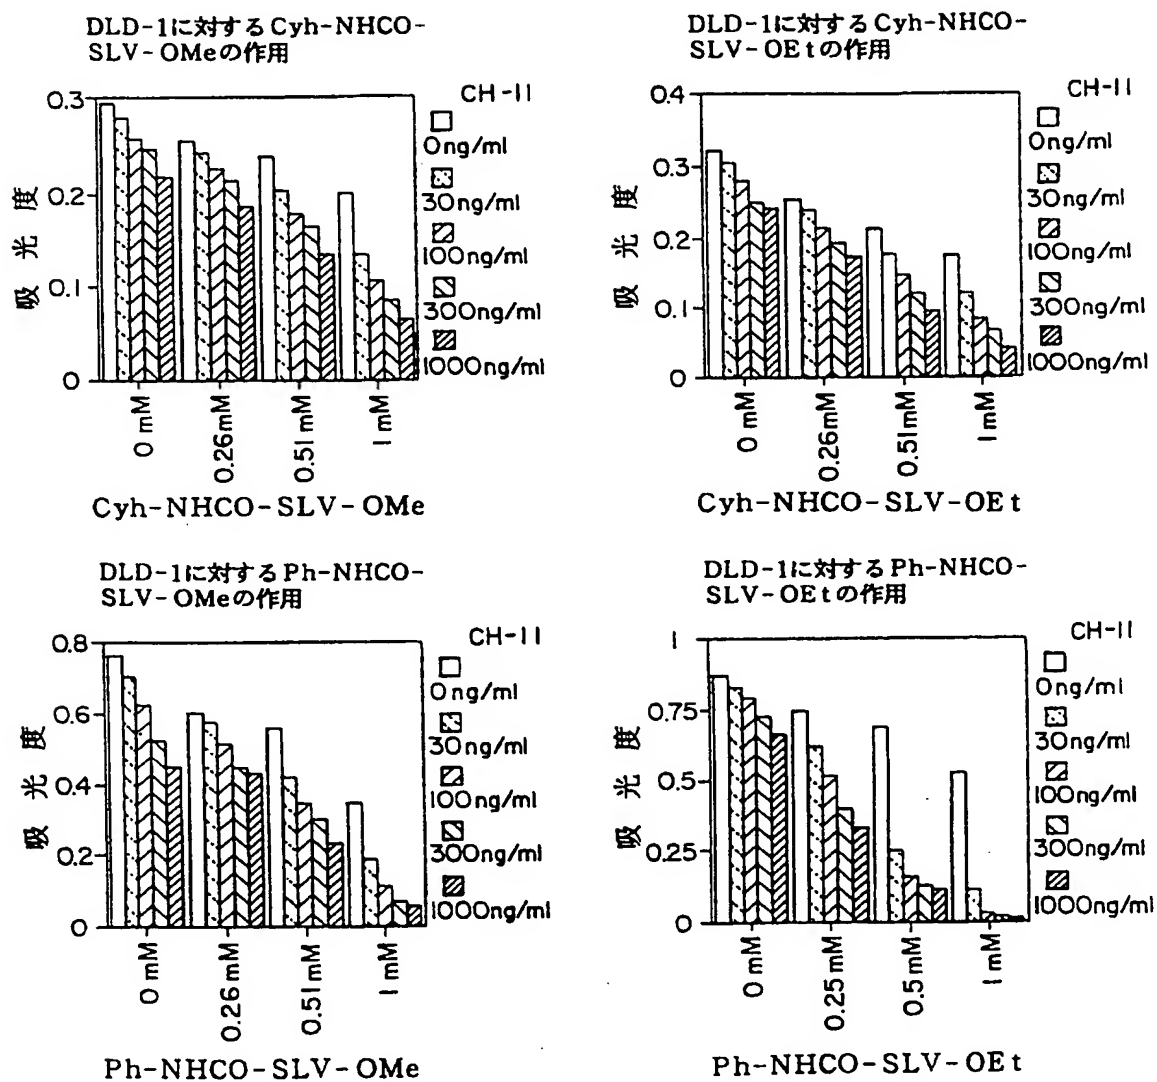 DLD-1に対するCyh-NHCO-
SLV-OMeの作用
CH-11
0.3
0.2
0.1
0
吸光度
0ng/ml
30ng/ml
100ng/ml
300ng/ml
1000ng/ml
0 mM
0.26mM
0.51mM
1 mM
Cyh-NHCO-SLV-OMe
DLD-1に対するCyh-NHCO-
SLV-OEtの作用
CH-11
0.4
0.3
0.2
0.1
0
吸光度
0ng/ml
30ng/ml
100ng/ml
300ng/ml
1000ng/ml
0 mM
0.26mM
0.51mM
1 mM
Cyh-NHCO-SLV-OEt
DLD-1に対するPh-NHCO-
SLV-OMeの作用
CH-11
0.8
0.6
0.4
0.2
0
吸光度
0ng/ml
30ng/ml
100ng/ml
300ng/ml
1000ng/ml
0 mM
0.26 mM
0.51 mM
1 mM
Ph-NHCO-SLV-OMe
DLD-1に対するPh-NHCO-
SLV-OEtの作用
CH-11
1
0.75
0.5
0.25
0
吸光度
0ng/ml
30ng/ml
100ng/ml
300ng/ml
1000ng/ml
0 mM
0.25 mM
0.5 mM
1 mM
Ph-NHCO-SLV-OEt